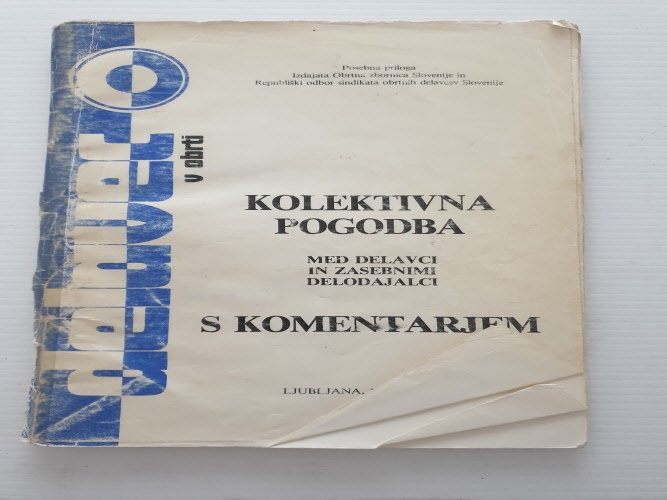 Posebna priloga
Izdajata Obrtna zbornica Slovenije in
Republiški odbor sindikata obrtnih delavcev Slovenije
delavec
v obrti
KOLEKTIVNA
POGODBA
MED DELAVCI
IN ZASEBNIMI
DELODAJALCI
S KOMENTARJEM
LJUBLJANA,